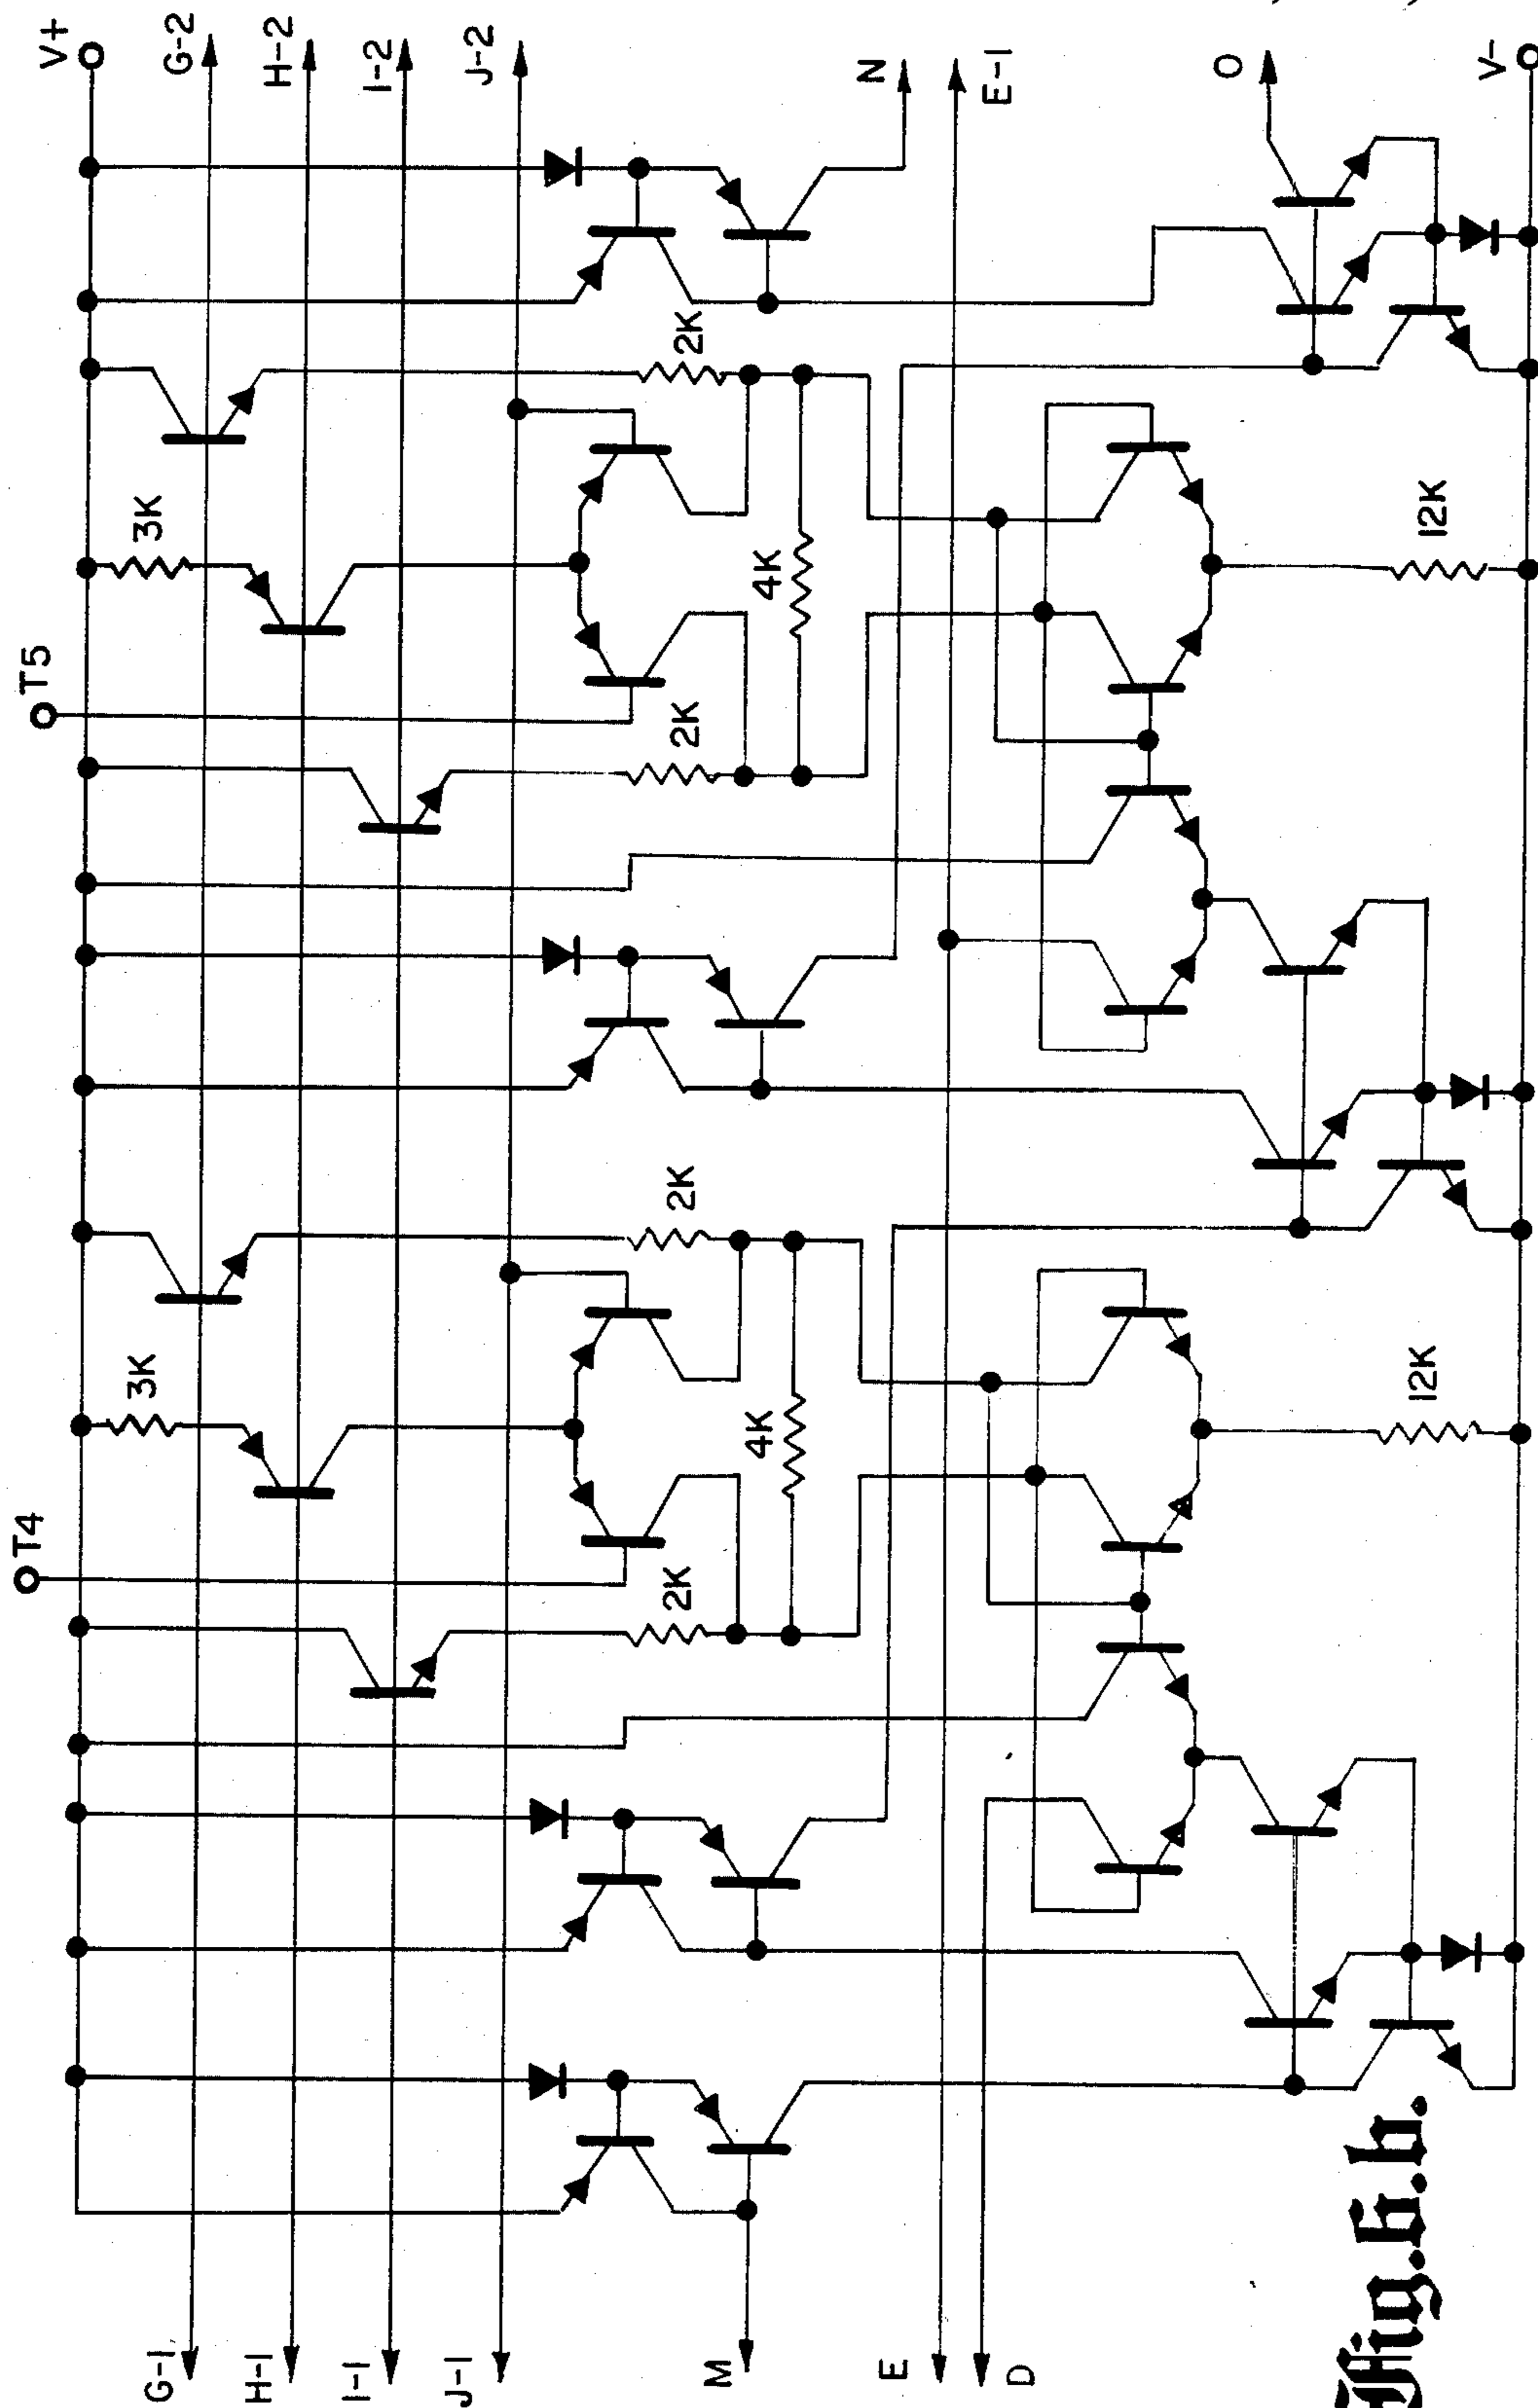 T4 T5 V+
3K 3K
G-1 G-2
H-1 H-2
I-1 I-2
J-1 J-2
2K 2K 2K 2K
M 4K 4K N
E E-1
D
O
12K 12K
Fig.6.b.
V-